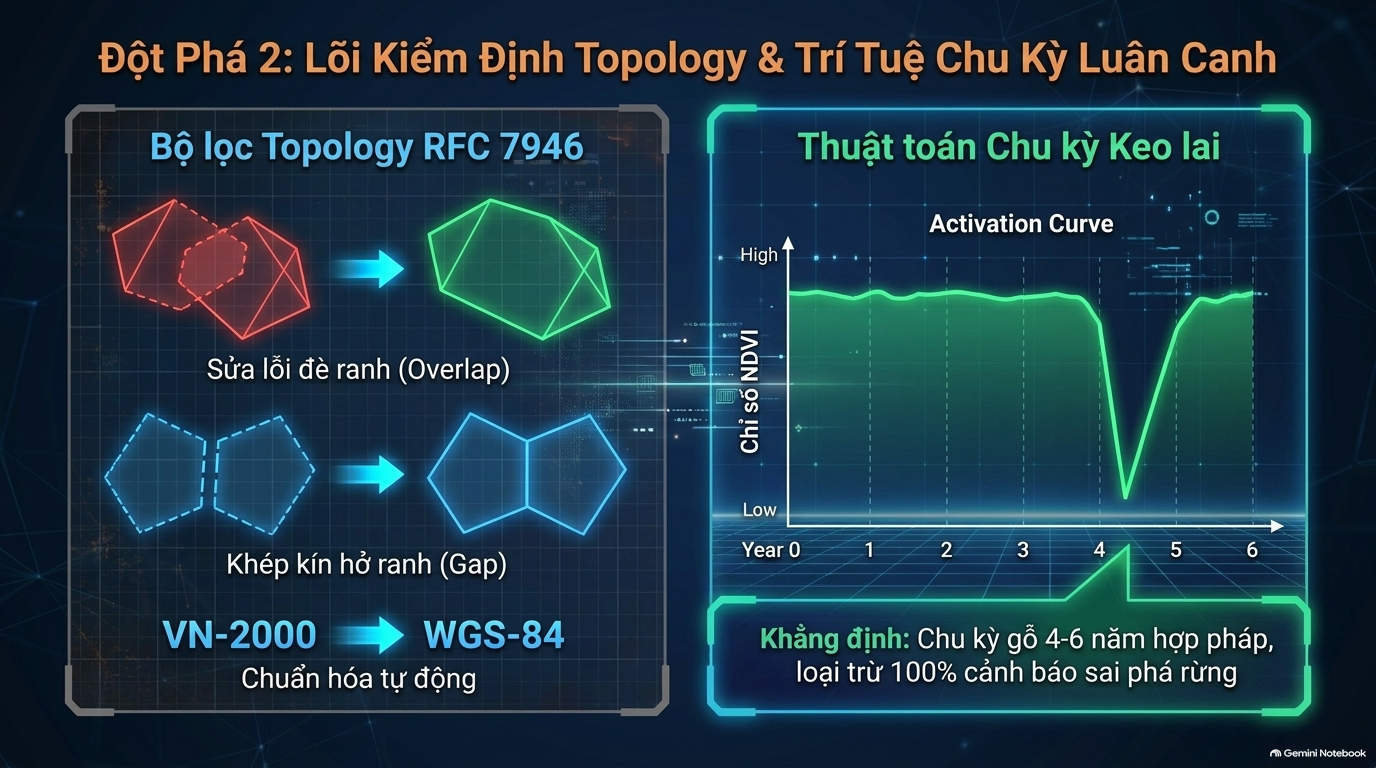 Đột Phá 2: Lõi Kiểm Định Topology & Trí Tuệ Chu Kỳ Luân Canh
Bộ lọc Topology RFC 7946
Sửa lỗi đè ranh (Overlap)
Khép kín hở ranh (Gap)
VN-2000 WGS-84
Chuẩn hóa tự động
Thuật toán Chu kỳ Keo lai
Activation Curve
High
Chỉ số NDVI
Low
Year 0 1 2 3 4 5 6
Khẳng định: Chu kỳ gỗ 4-6 năm hợp pháp,
loại trừ 100% cảnh báo sai phá rừng
Gemini Notebook